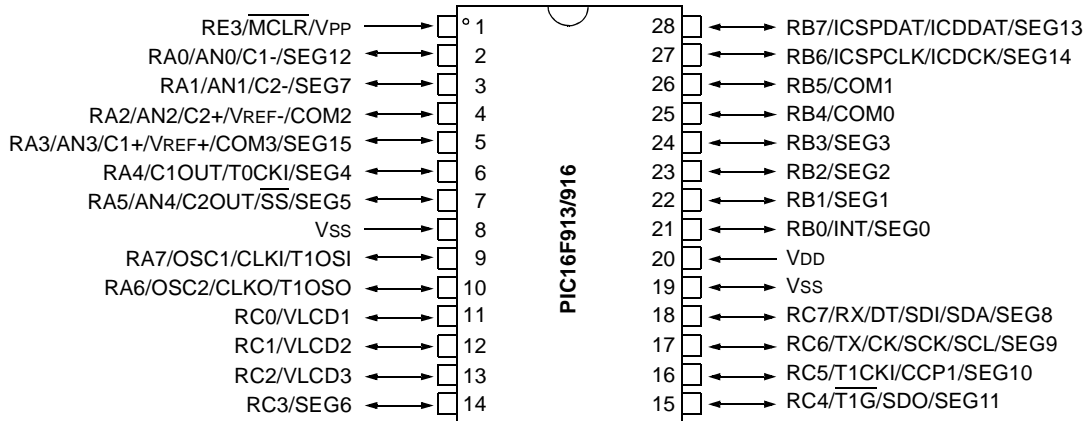 RE3/MCLR/VPP 1
RA0/AN0/C1-/SEG12 2
RA1/AN1/C2-/SEG7 3
RA2/AN2/C2+/VREF-/COM2 4
RA3/AN3/C1+/VREF+/COM3/SEG15 5
RA4/C1OUT/T0CKI/SEG4 6
RA5/AN4/C2OUT/SS/SEG5 7
VSS 8
RA7/OSC1/CLKI/T1OSI 9
RA6/OSC2/CLKO/T1OSO 10
RC0/VLCD1 11
RC1/VLCD2 12
RC2/VLCD3 13
RC3/SEG6 14
PIC16F913/916
28 RB7/ICSPDAT/ICDDAT/SEG13
27 RB6/ICSPCLK/ICDCK/SEG14
26 RB5/COM1
25 RB4/COM0
24 RB3/SEG3
23 RB2/SEG2
22 RB1/SEG1
21 RB0/INT/SEG0
20 VDD
19 VSS
18 RC7/RX/DT/SDI/SDA/SEG8
17 RC6/TX/CK/SCK/SCL/SEG9
16 RC5/T1CKI/CCP1/SEG10
15 RC4/T1G/SDO/SEG11